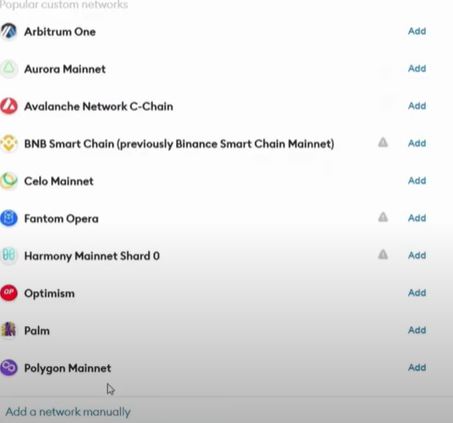 Popular custom networks
Arbitrum One Add
Aurora Mainnet Add
Avalanche Network C-Chain Add
BNB Smart Chain (previously Binance Smart Chain Mainnet) Add
Celo Mainnet Add
Fantom Opera Add
Harmony Mainnet Shard 0 Add
OP Optimism Add
Palm Add
Polygon Mainnet Add
Add a network manually